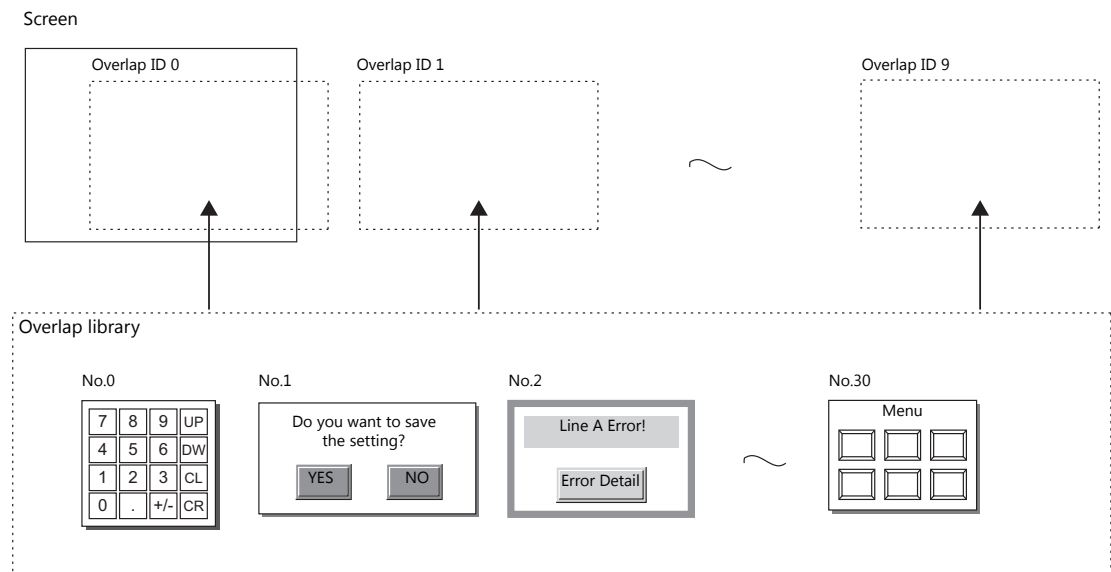 Screen
Overlap ID 0
Overlap ID 1
Overlap ID 9
Overlap library
No.0
No.1
No.2
No.30
7 8 9 UP
4 5 6 DW
1 2 3 CL
0 . +/- CR
Do you want to save
the setting?
YES NO
Line A Error!
Error Detail
Menu